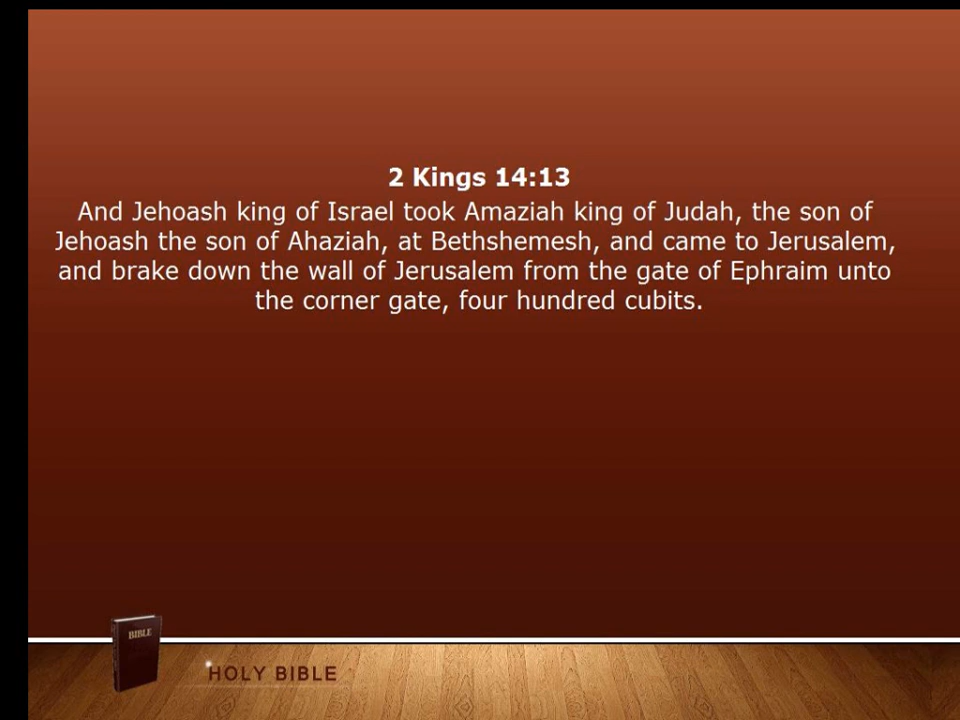 2 Kings 14:13
And Jehoash king of Israel took Amaziah king of Judah, the son of
Jehoash the son of Ahaziah, at Bethshemesh, and came to Jerusalem,
and brake down the wall of Jerusalem from the gate of Ephraim unto
the corner gate, four hundred cubits.
BIBLE
HOLY BIBLE